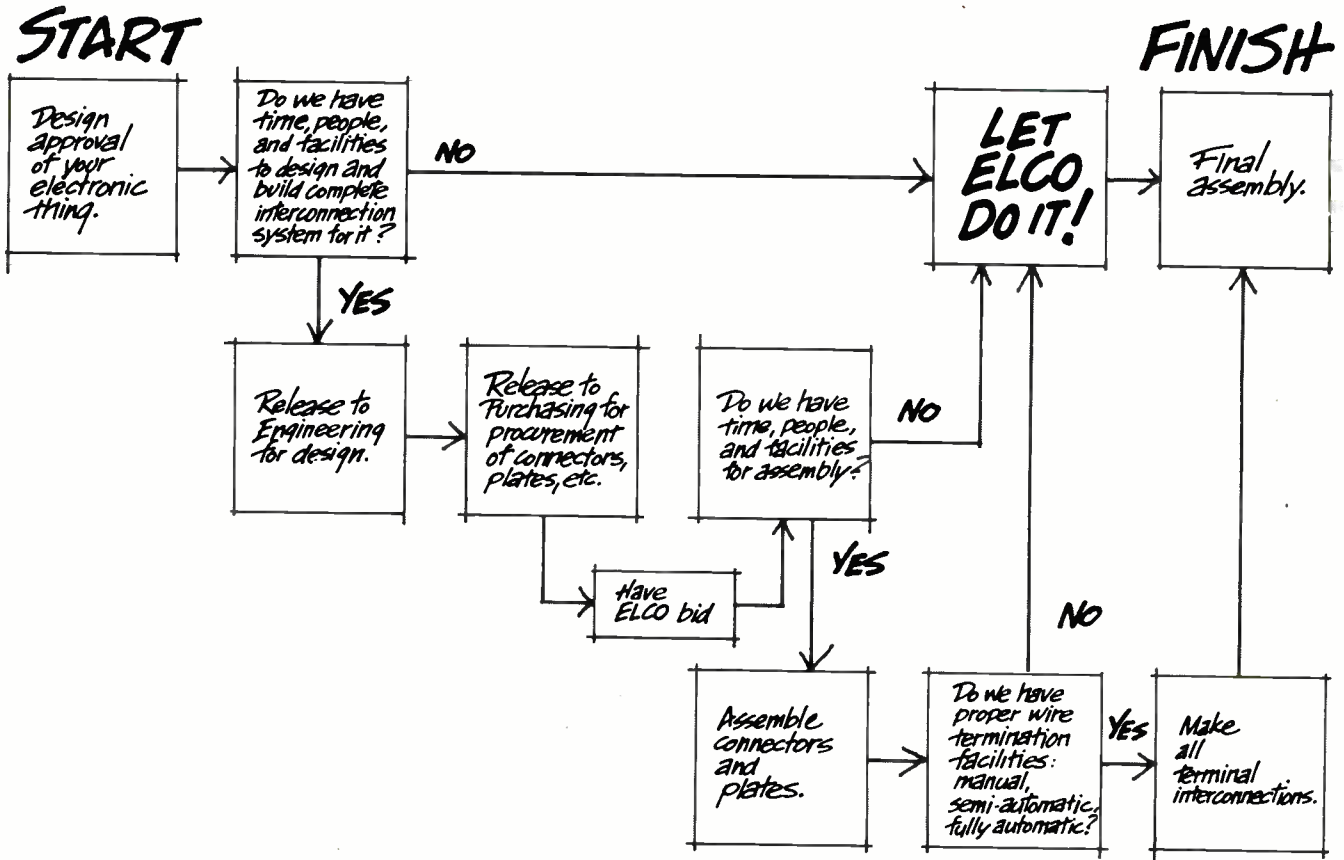 START
FINISH
Design
approval
of your
electronic
thing.
Do we have
time, people,
and facilities
to design and
build complete
interconnection
system for it?
NO
LET
ELCO
DO IT!
Final
assembly.
YES
Release to
Engineering
for design.
Release to
Purchasing for
procurement
of connectors,
plates, etc.
Do we have
time, people,
and facilities
for assembly?
NO
Have
ELCO bid
YES
NO
Assemble
connectors
and
plates.
Do we have
proper wire
termination
facilities:
manual,
semi-automatic,
fully automatic?
YES
Make
all
terminal
interconnections.